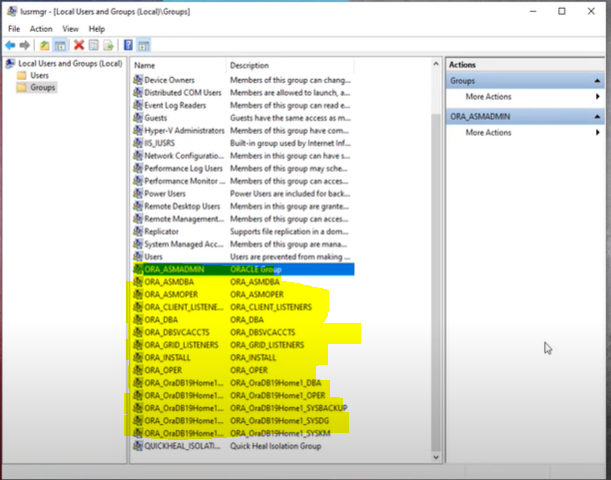 lusrmgr - [Local Users and Groups (Local)\Groups]
File Action View Help
Local Users and Groups (Local)
Users
Groups
Name Description
Device Owners Members of this group can chang...
Distributed COM Users Members are allowed to launch, a...
Event Log Readers Members of this group can read e...
Guests Guests have the same access as m...
Hyper-V Administrators Members of this group have com...
IIS_IUSRS Built-in group used by Internet Inf...
Network Configuratio... Members in this group can have s...
Performance Log Users Members of this group may sche...
Performance Monitor ... Members of this group can acces...
Power Users Power Users are included for back...
Remote Desktop Users Members in this group are grante...
Remote Management... Members of this group can acces...
Replicator Supports file replication in a dom...
System Managed Acc... Members of this group are mana...
Users Users are prevented from making ...
ORA_ASMADMIN ORACLE Group
ORA_ASMDBA ORA_ASMDBA
ORA_ASMOPER ORA_ASMOPER
ORA_CLIENT_LISTENE... ORA_CLIENT_LISTENERS
ORA_DBA ORA_DBA
ORA_DBSVCACCTS ORA_DBSVCACCTS
ORA_GRID_LISTENERS ORA_GRID_LISTENERS
ORA_INSTALL ORA_INSTALL
ORA_OPER ORA_OPER
ORA_OraDB19Home1... ORA_OraDB19Home1_DBA
ORA_OraDB19Home1... ORA_OraDB19Home1_OPER
ORA_OraDB19Home1... ORA_OraDB19Home1_SYSBACKUP
ORA_OraDB19Home1... ORA_OraDB19Home1_SYSDG
ORA_OraDB19Home1... ORA_OraDB19Home1_SYSKM
QUICKHEAL_ISOLATI... Quick Heal Isolation Group
Actions
Groups
More Actions
ORA_ASMADMIN
More Actions